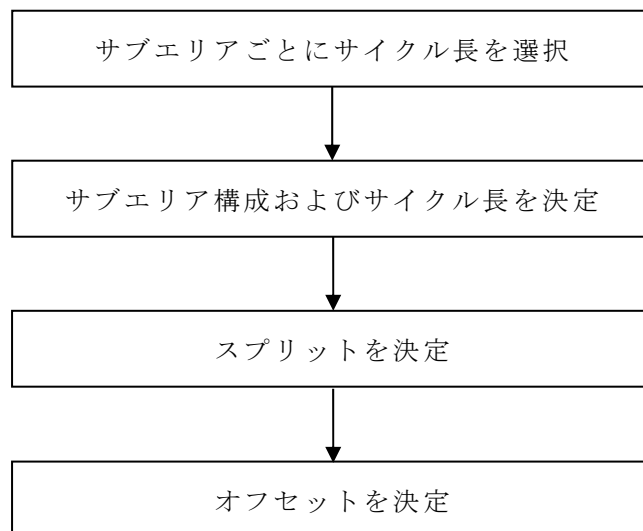 サブエリアごとにサイクル長を選択
サブエリア構成およびサイクル長を決定
スプリットを決定
オフセットを決定